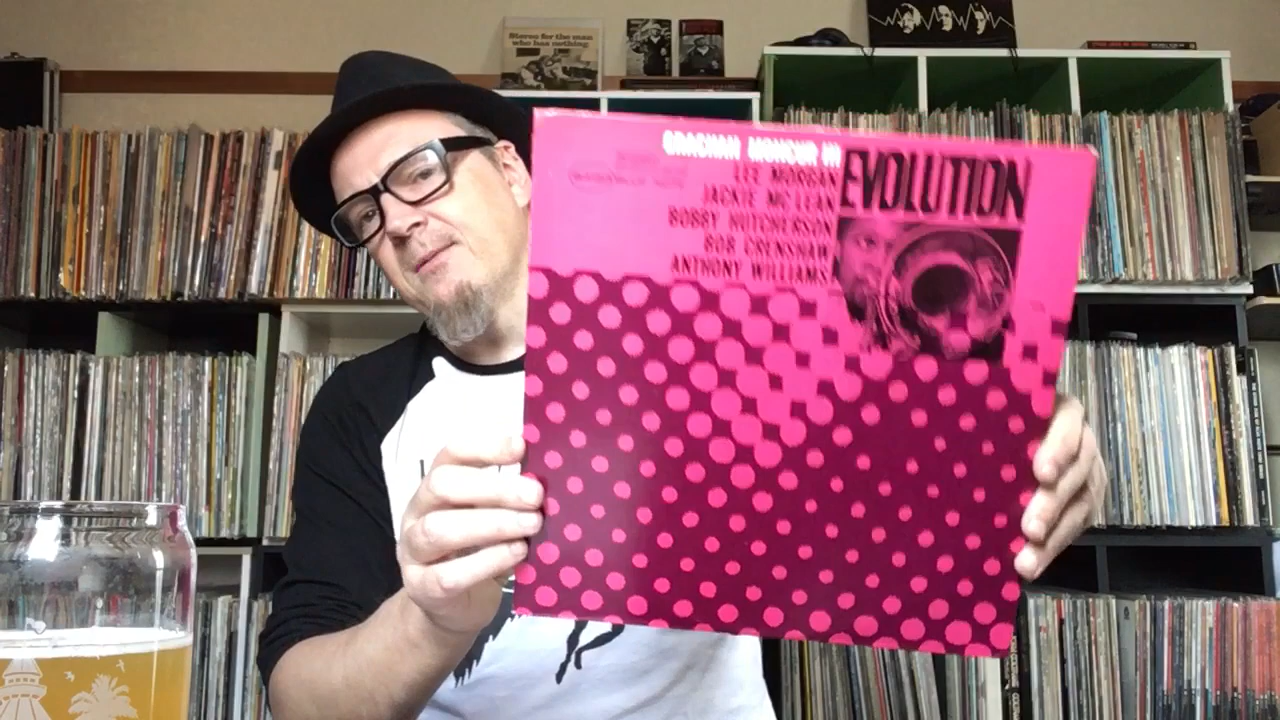 Stereo for the man
who has nothing
GRACHAN MONCUR III
EVOLUTION
LEE MORGAN
JACKIE McLEAN
BOBBY HUTCHERSON
BOB CRENSHAW
ANTHONY WILLIAMS